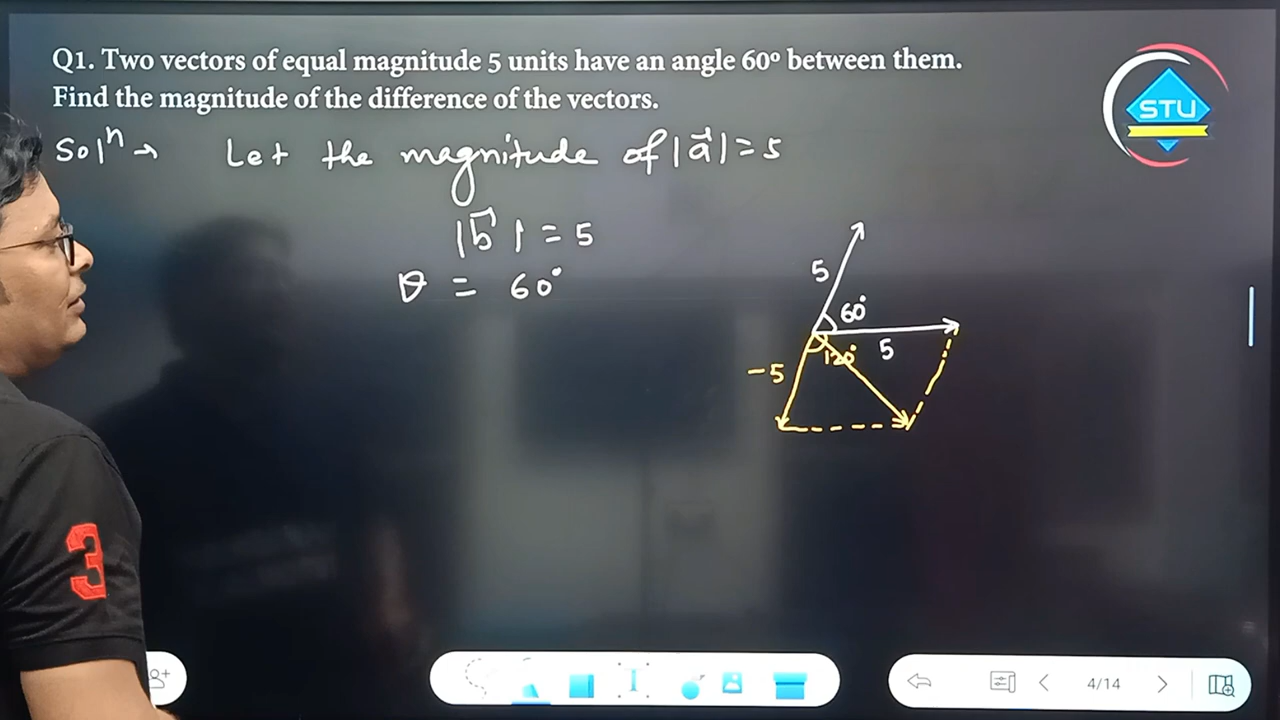 Q1. Two vectors of equal magnitude 5 units have an angle 60º between them.
Find the magnitude of the difference of the vectors.
STU
Solⁿ → Let the magnitude of |a⃗| = 5
|b⃗| = 5
θ = 60°
5
60°
5
120°
-5
3
4/14